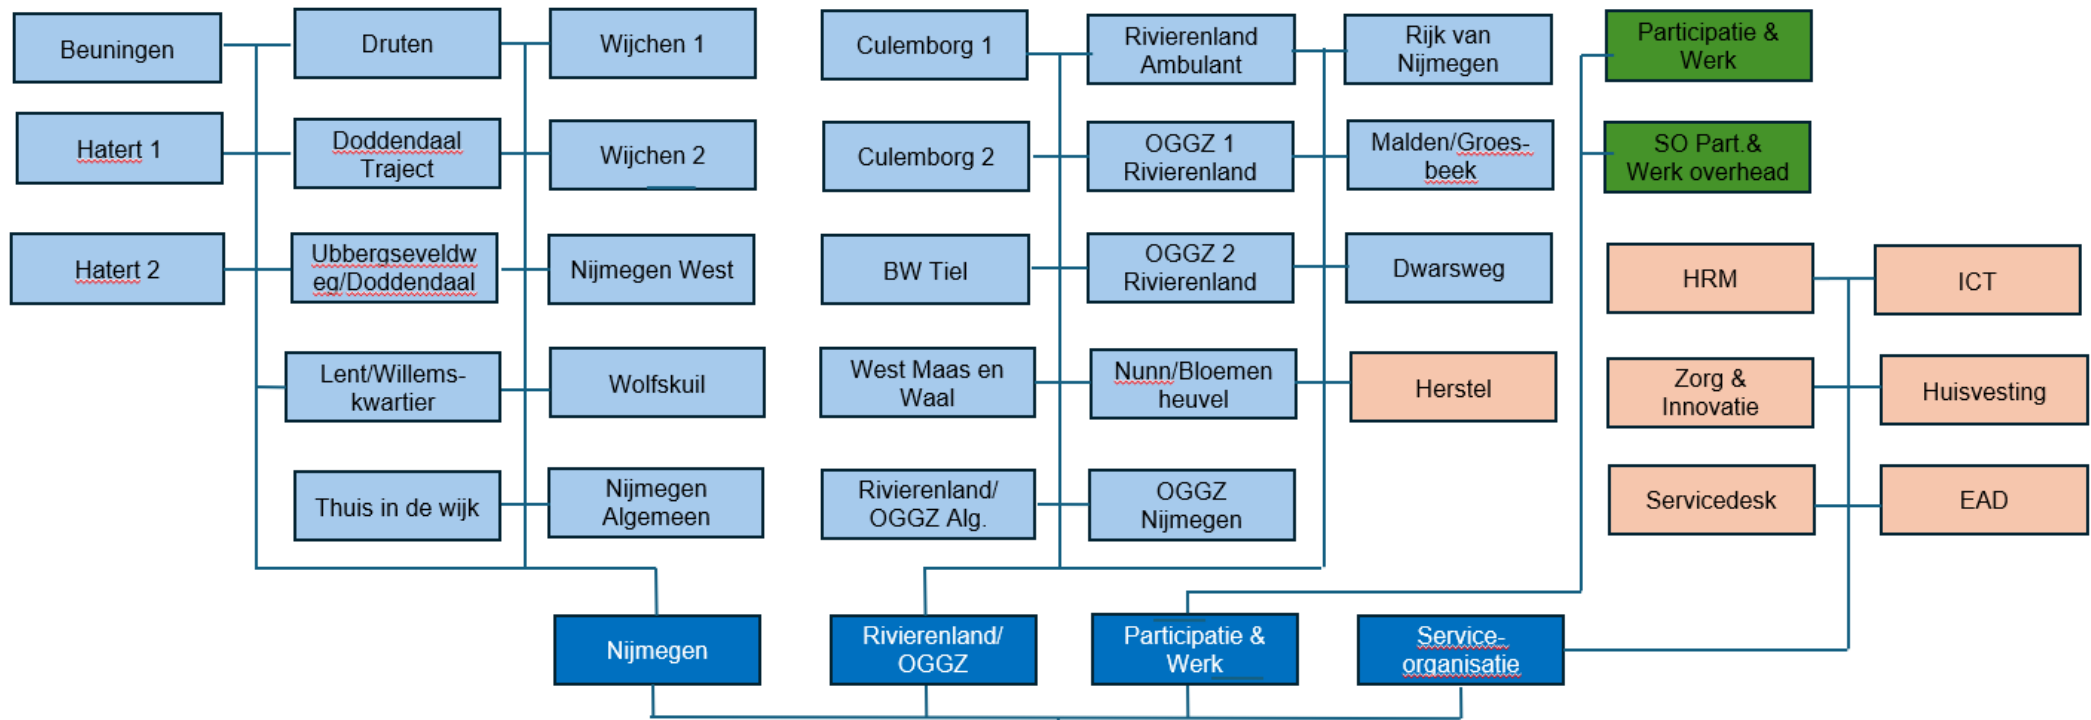 Beuningen
Druten
Wijchen 1
Culemborg 1
Rivierenland
Ambulant
Rijk van
Nijmegen
Participatie &
Werk
Hatert 1
Doddendaal
Traject
Wijchen 2
Culemborg 2
OGGZ 1
Rivierenland
Malden/Groes-
beek
SO Part.&
Werk overhead
Hatert 2
Ubbergseveldw
eg/Doddendaal
Nijmegen West
BW Tiel
OGGZ 2
Rivierenland
Dwarsweg
HRM
ICT
Lent/Willems-
kwartier
Wolfskuil
West Maas en
Waal
Nunn/Bloemen
heuvel
Herstel
Zorg &
Innovatie
Huisvesting
Thuis in de wijk
Nijmegen
Algemeen
Rivierenland/
OGGZ Alg.
OGGZ
Nijmegen
Servicedesk
EAD
Nijmegen
Rivierenland/
OGGZ
Participatie &
Werk
Service-
organisatie